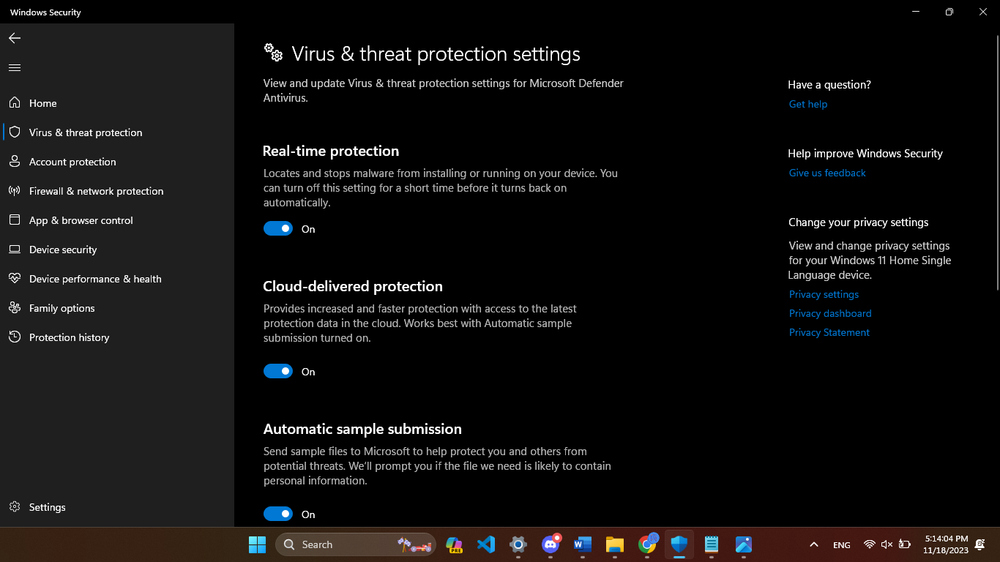 Windows Security
Home
Virus & threat protection
Account protection
Firewall & network protection
App & browser control
Device security
Device performance & health
Family options
Protection history
Settings
Virus & threat protection settings
View and update Virus & threat protection settings for Microsoft Defender
Antivirus.
Real-time protection
Locates and stops malware from installing or running on your device. You
can turn off this setting for a short time before it turns back on
automatically.
On
Cloud-delivered protection
Provides increased and faster protection with access to the latest
protection data in the cloud. Works best with Automatic sample
submission turned on.
On
Automatic sample submission
Send sample files to Microsoft to help protect you and others from
potential threats. We'll prompt you if the file we need is likely to contain
personal information.
On
Have a question?
Get help
Help improve Windows Security
Give us feedback
Change your privacy settings
View and change privacy settings
for your Windows 11 Home Single
Language device.
Privacy settings
Privacy dashboard
Privacy Statement
Search
PRE
ENG
5:14:04 PM
11/18/2023